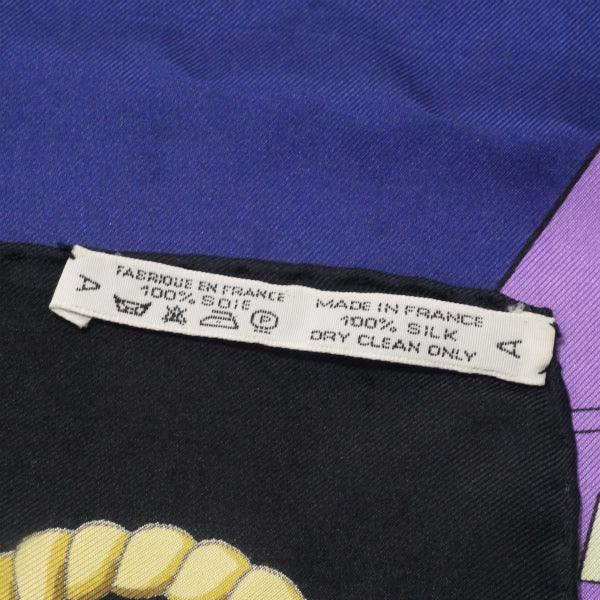 A
FABRIQUE EN FRANCE
100% SOIE
P
MADE IN FRANCE
100% SILK
DRY CLEAN ONLY
A